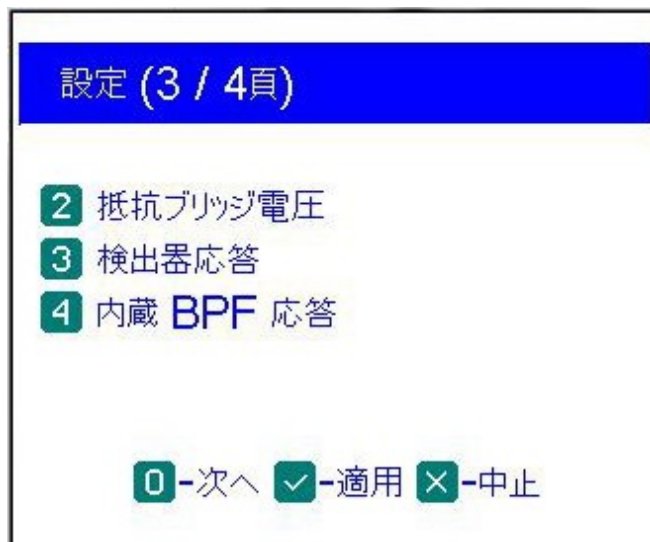 設定 (3 / 4頁)
2 抵抗ブリッジ電圧
3 検出器応答
4 内蔵 BPF 応答
0-次へ ✓-適用 ×-中止